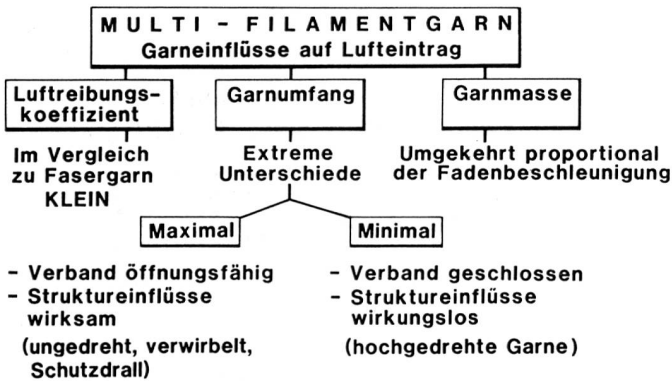 MULTI-FILAMENTGARN
Garneinflüsse auf Lufteintrag
Luftreibungs-
koeffizient
Garnumfang
Garnmasse
Im Vergleich
zu Fasergarn
KLEIN
Extreme
Unterschiede
Umgekehrt proportional
der Fadenbeschleunigung
Maximal
Minimal
- Verband öffnungsfähig
- Struktureinflüsse
wirksam
(ungedreht, verwirbelt,
Schutzdrall)
- Verband geschlossen
- Struktureinflüsse
wirkungslos
(hochgedrehte Garne)